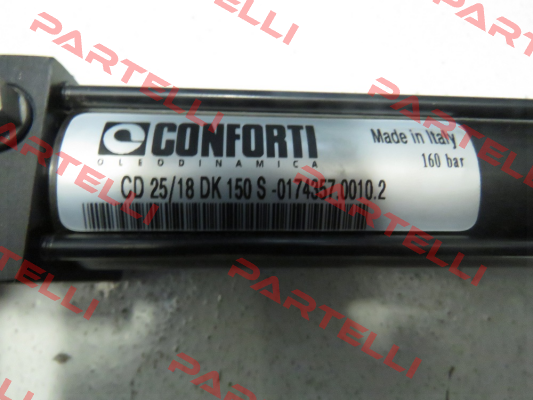 CONFORTI
OLEODINAMICA
Made in Italy
160 bar
CD 25/18 DK 150 S -0174357.0010.2
PARTELLI
PARTELLI
PARTELLI
PARTELLI
PARTELLI
PARTELLI
PARTELLI